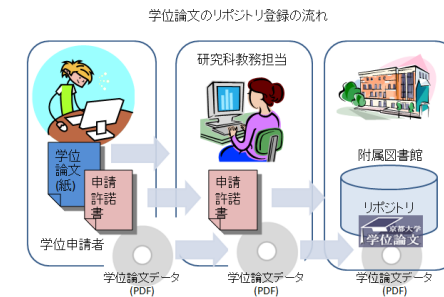 学位論文のリポジトリ登録の流れ
学位
論文
(紙)
申請
許諾
書
学位申請者
学位論文データ
(PDF)
研究科教務担当
申請
許諾
書
学位論文データ
(PDF)
附属図書館
リポジトリ
京都大学
学位論文
学位論文データ
(PDF)